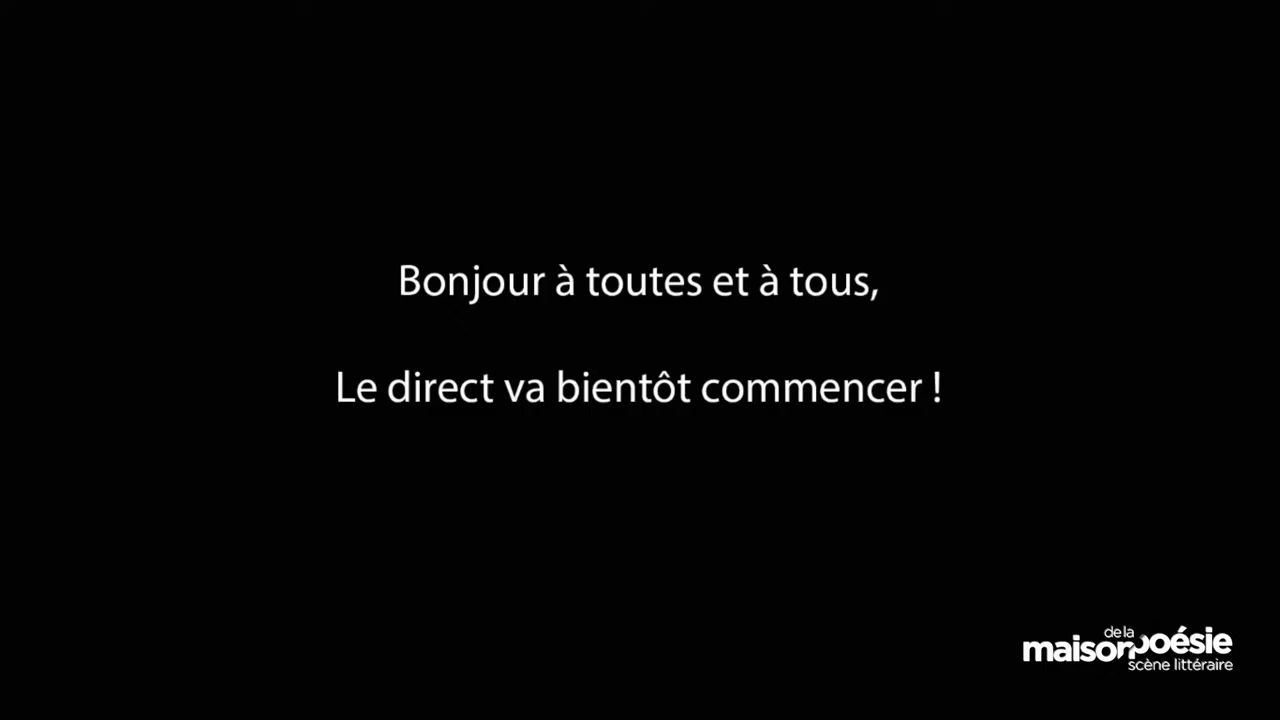 Bonjour à toutes et à tous,
Le direct va bientôt commencer !
de la
maison poésie
scène littéraire